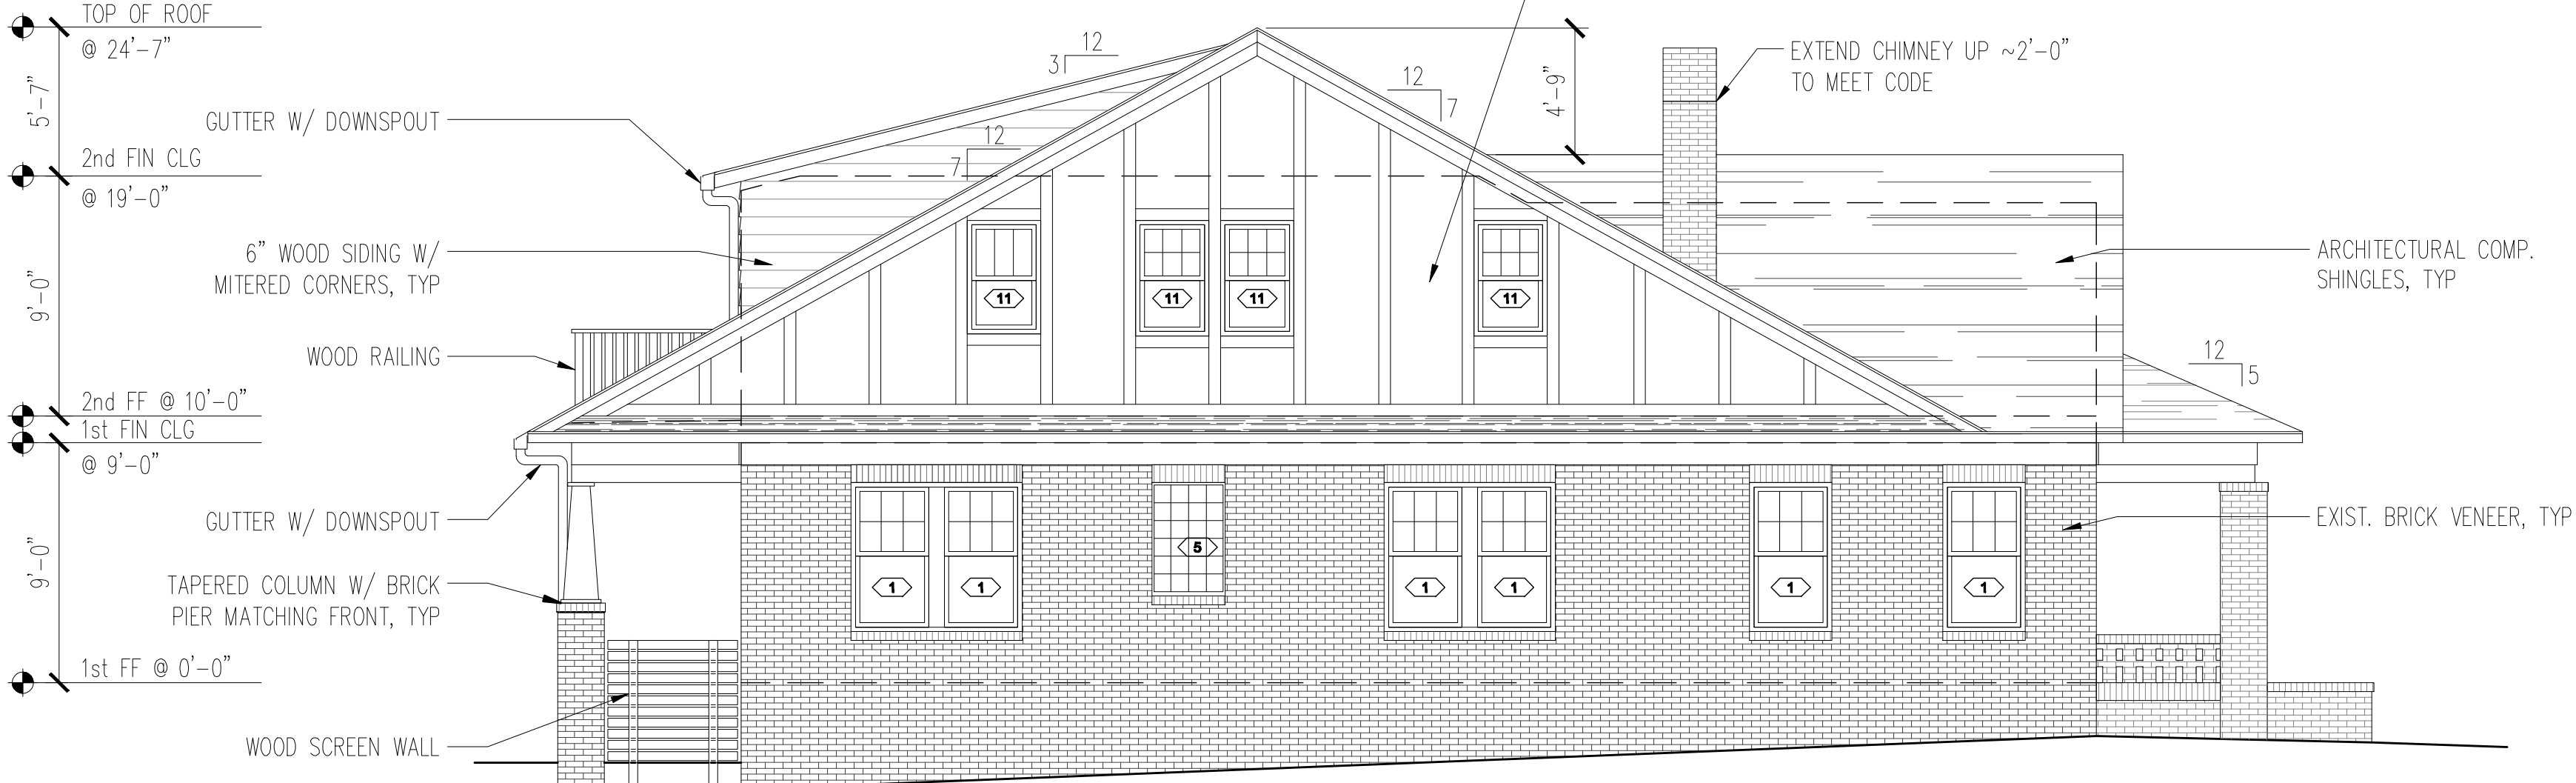 TOP OF ROOF
@ 24'-7"
5'-7"
2nd FIN CLG
@ 19'-0"
9'-0"
2nd FF @ 10'-0"
1st FIN CLG
@ 9'-0"
9'-0"
1st FF @ 0'-0"
GUTTER W/ DOWNSPOUT
6" WOOD SIDING W/
MITERED CORNERS, TYP
WOOD RAILING
GUTTER W/ DOWNSPOUT
TAPERED COLUMN W/ BRICK
PIER MATCHING FRONT, TYP
WOOD SCREEN WALL
12
3
12
7
12
7
4'-9"
EXTEND CHIMNEY UP ~2'-0"
TO MEET CODE
ARCHITECTURAL COMP.
SHINGLES, TYP
12
5
EXIST. BRICK VENEER, TYP
11
11
11
11
1
1
5
1
1
1
1